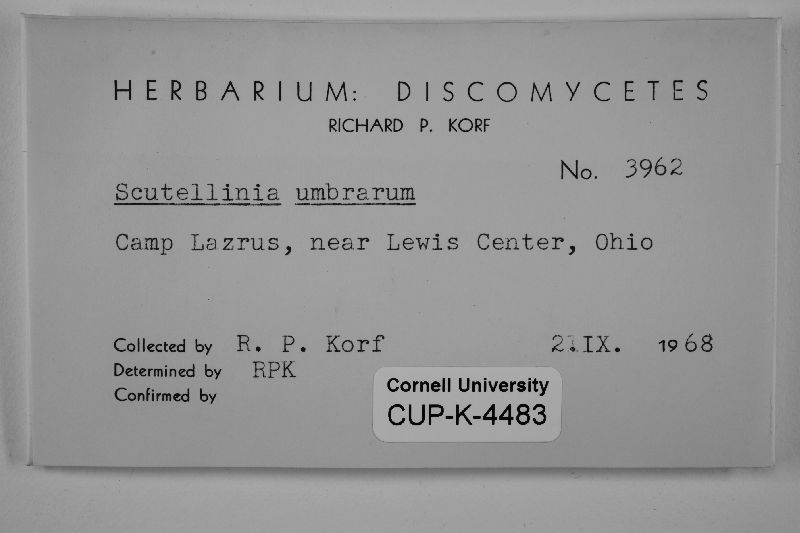 HERBARIUM: DISCOMYCETES
RICHARD P. KORF
No. 3962
Scutellinia umbrarum
Camp Lazrus, near Lewis Center, Ohio
Collected by R. P. Korf IX. 1968
Determined by RPK
Confirmed by
Cornell University
CUP-K-4483